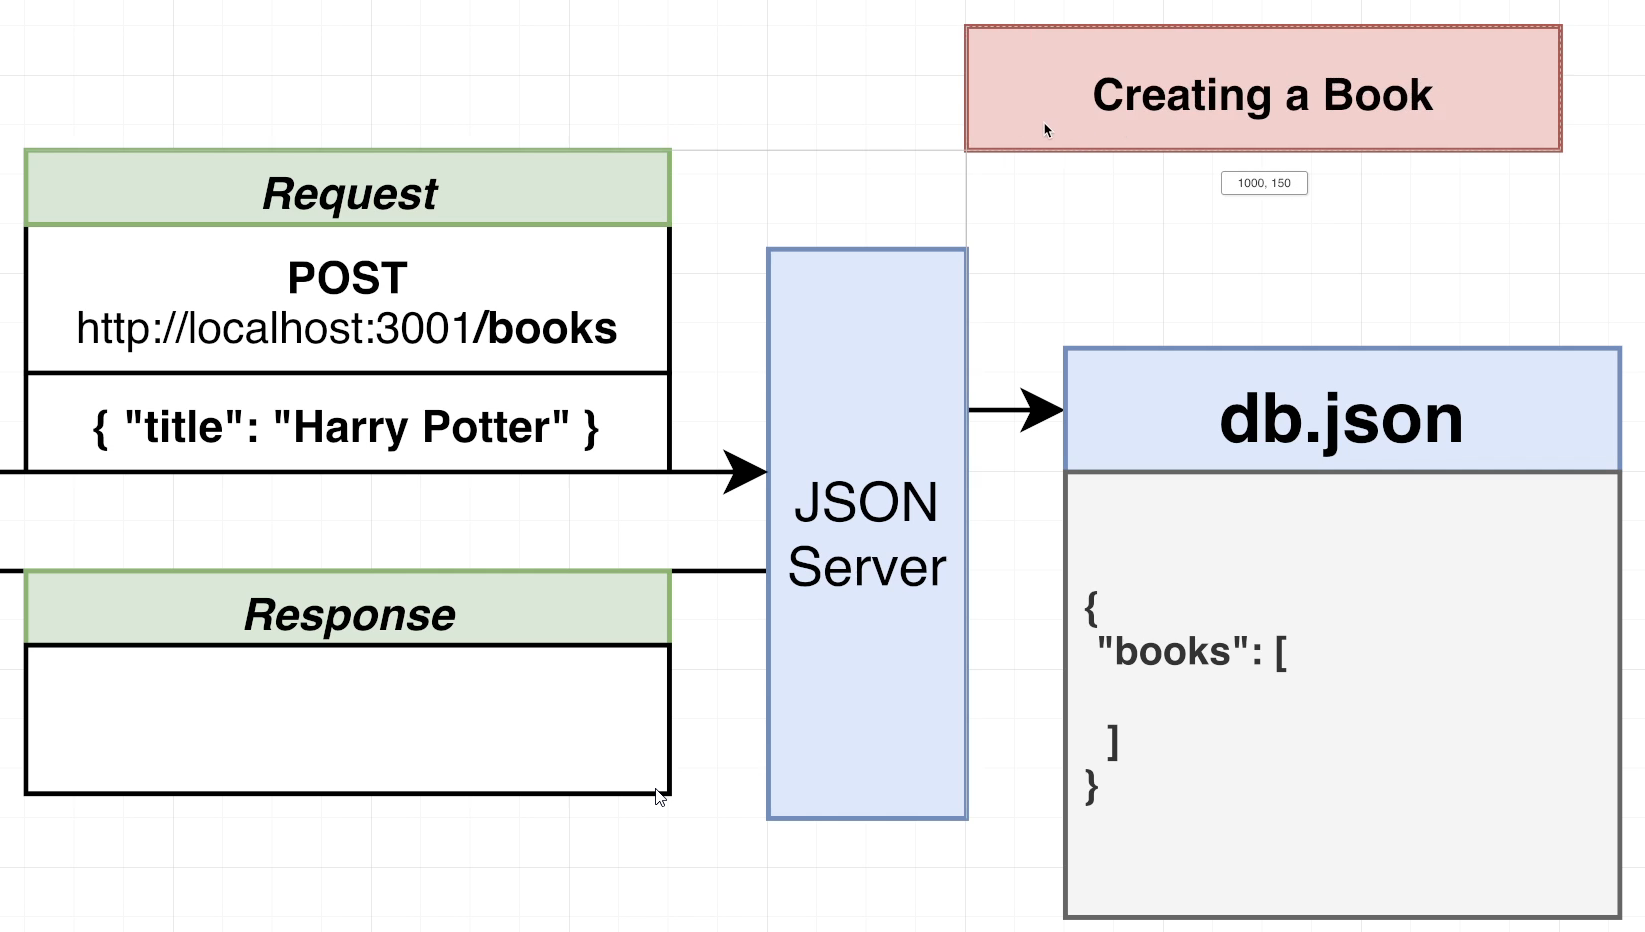 Creating a Book
1000, 150
Request
POST
http://localhost:3001/books
{ "title": "Harry Potter" }
JSON
Server
Response
db.json
{
"books": [
]
}